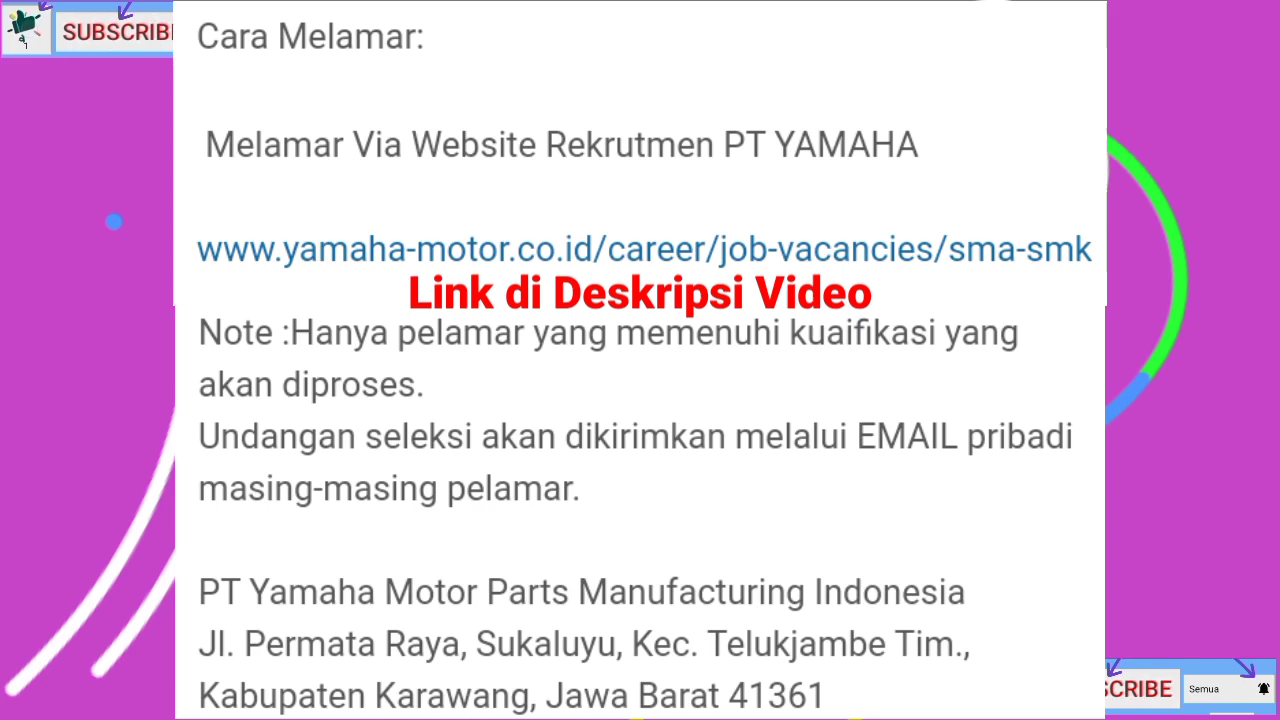 SUBSCRIB
Cara Melamar:
Melamar Via Website Rekrutmen PT YAMAHA
www.yamaha-motor.co.id/career/job-vacancies/sma-smk
Link di Deskripsi Video
Note :Hanya pelamar yang memenuhi kuaifikasi yang
akan diproses.
Undangan seleksi akan dikirimkan melalui EMAIL pribadi
masing-masing pelamar.
PT Yamaha Motor Parts Manufacturing Indonesia
Jl. Permata Raya, Sukaluyu, Kec. Telukjambe Tim.,
Kabupaten Karawang, Jawa Barat 41361
SCRIBE
Semua